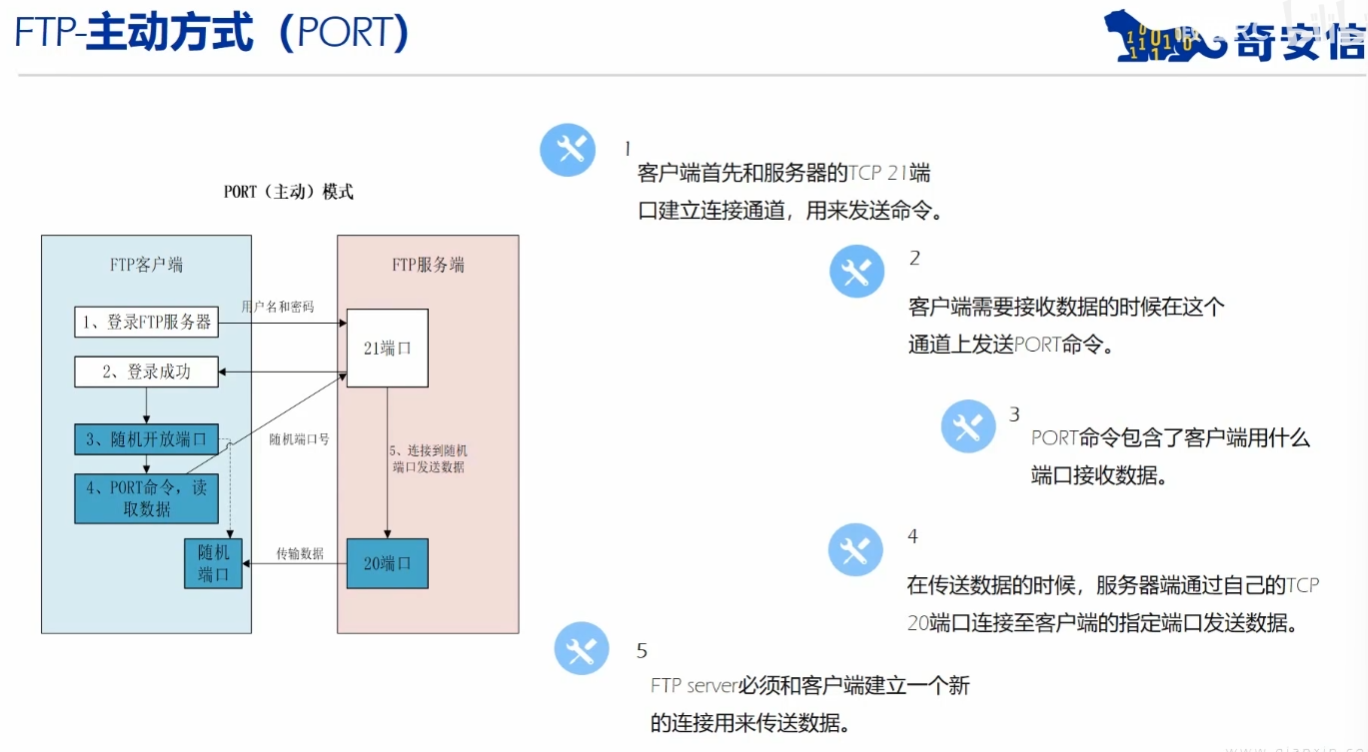 FTP-主动方式（PORT）
奇安信
PORT（主动）模式
FTP客户端
FTP服务端
用户名和密码
1、登录FTP服务器
21端口
2、登录成功
3、随机开放端口
随机端口号
5、连接到随机
端口发送数据
4、PORT命令，读
取数据
随机
端口
传输数据
20端口
1
客户端首先和服务器的TCP 21端
口建立连接通道，用来发送命令。
2
客户端需要接收数据的时候在这个
通道上发送PORT命令。
3
PORT命令包含了客户端用什么
端口接收数据。
4
在传送数据的时候，服务器端通过自己的TCP
20端口连接至客户端的指定端口发送数据。
5
FTP server必须和客户端建立一个新
的连接用来传送数据。